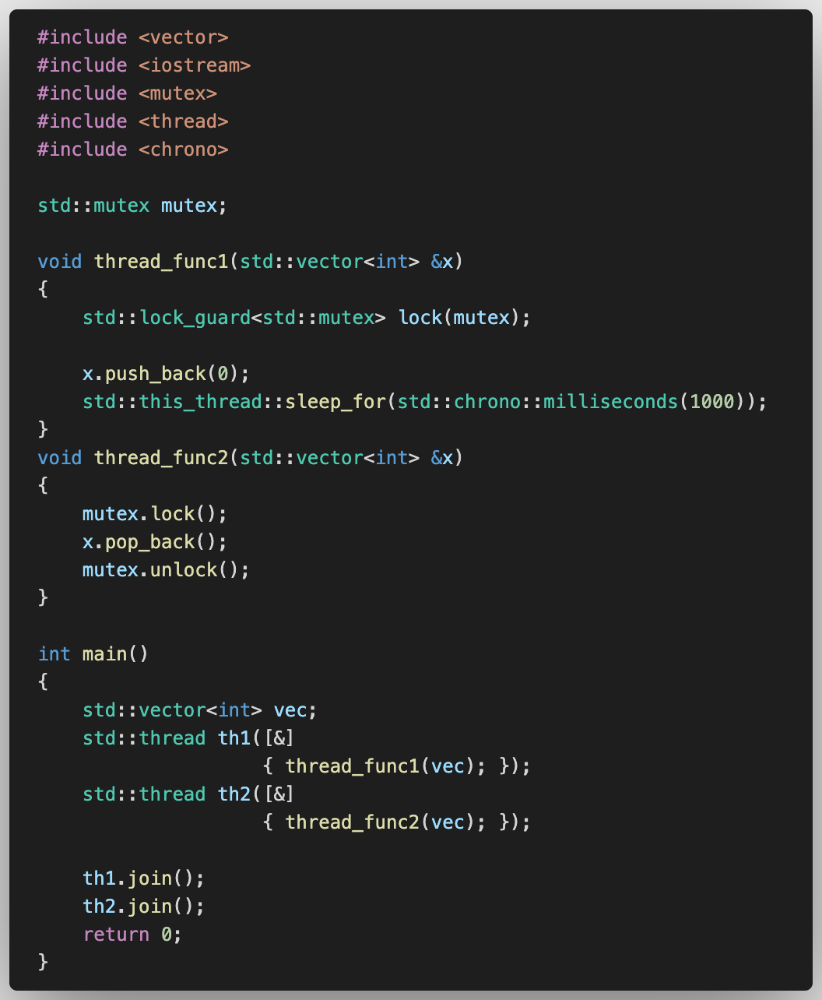 #include <vector>
#include <iostream>
#include <mutex>
#include <thread>
#include <chrono>

std::mutex mutex;

void thread_func1(std::vector<int> &x)
{
    std::lock_guard<std::mutex> lock(mutex);

    x.push_back(0);
    std::this_thread::sleep_for(std::chrono::milliseconds(1000));
}
void thread_func2(std::vector<int> &x)
{
    mutex.lock();
    x.pop_back();
    mutex.unlock();
}

int main()
{
    std::vector<int> vec;
    std::thread th1([&]
                    { thread_func1(vec); });
    std::thread th2([&]
                    { thread_func2(vec); });

    th1.join();
    th2.join();
    return 0;
}